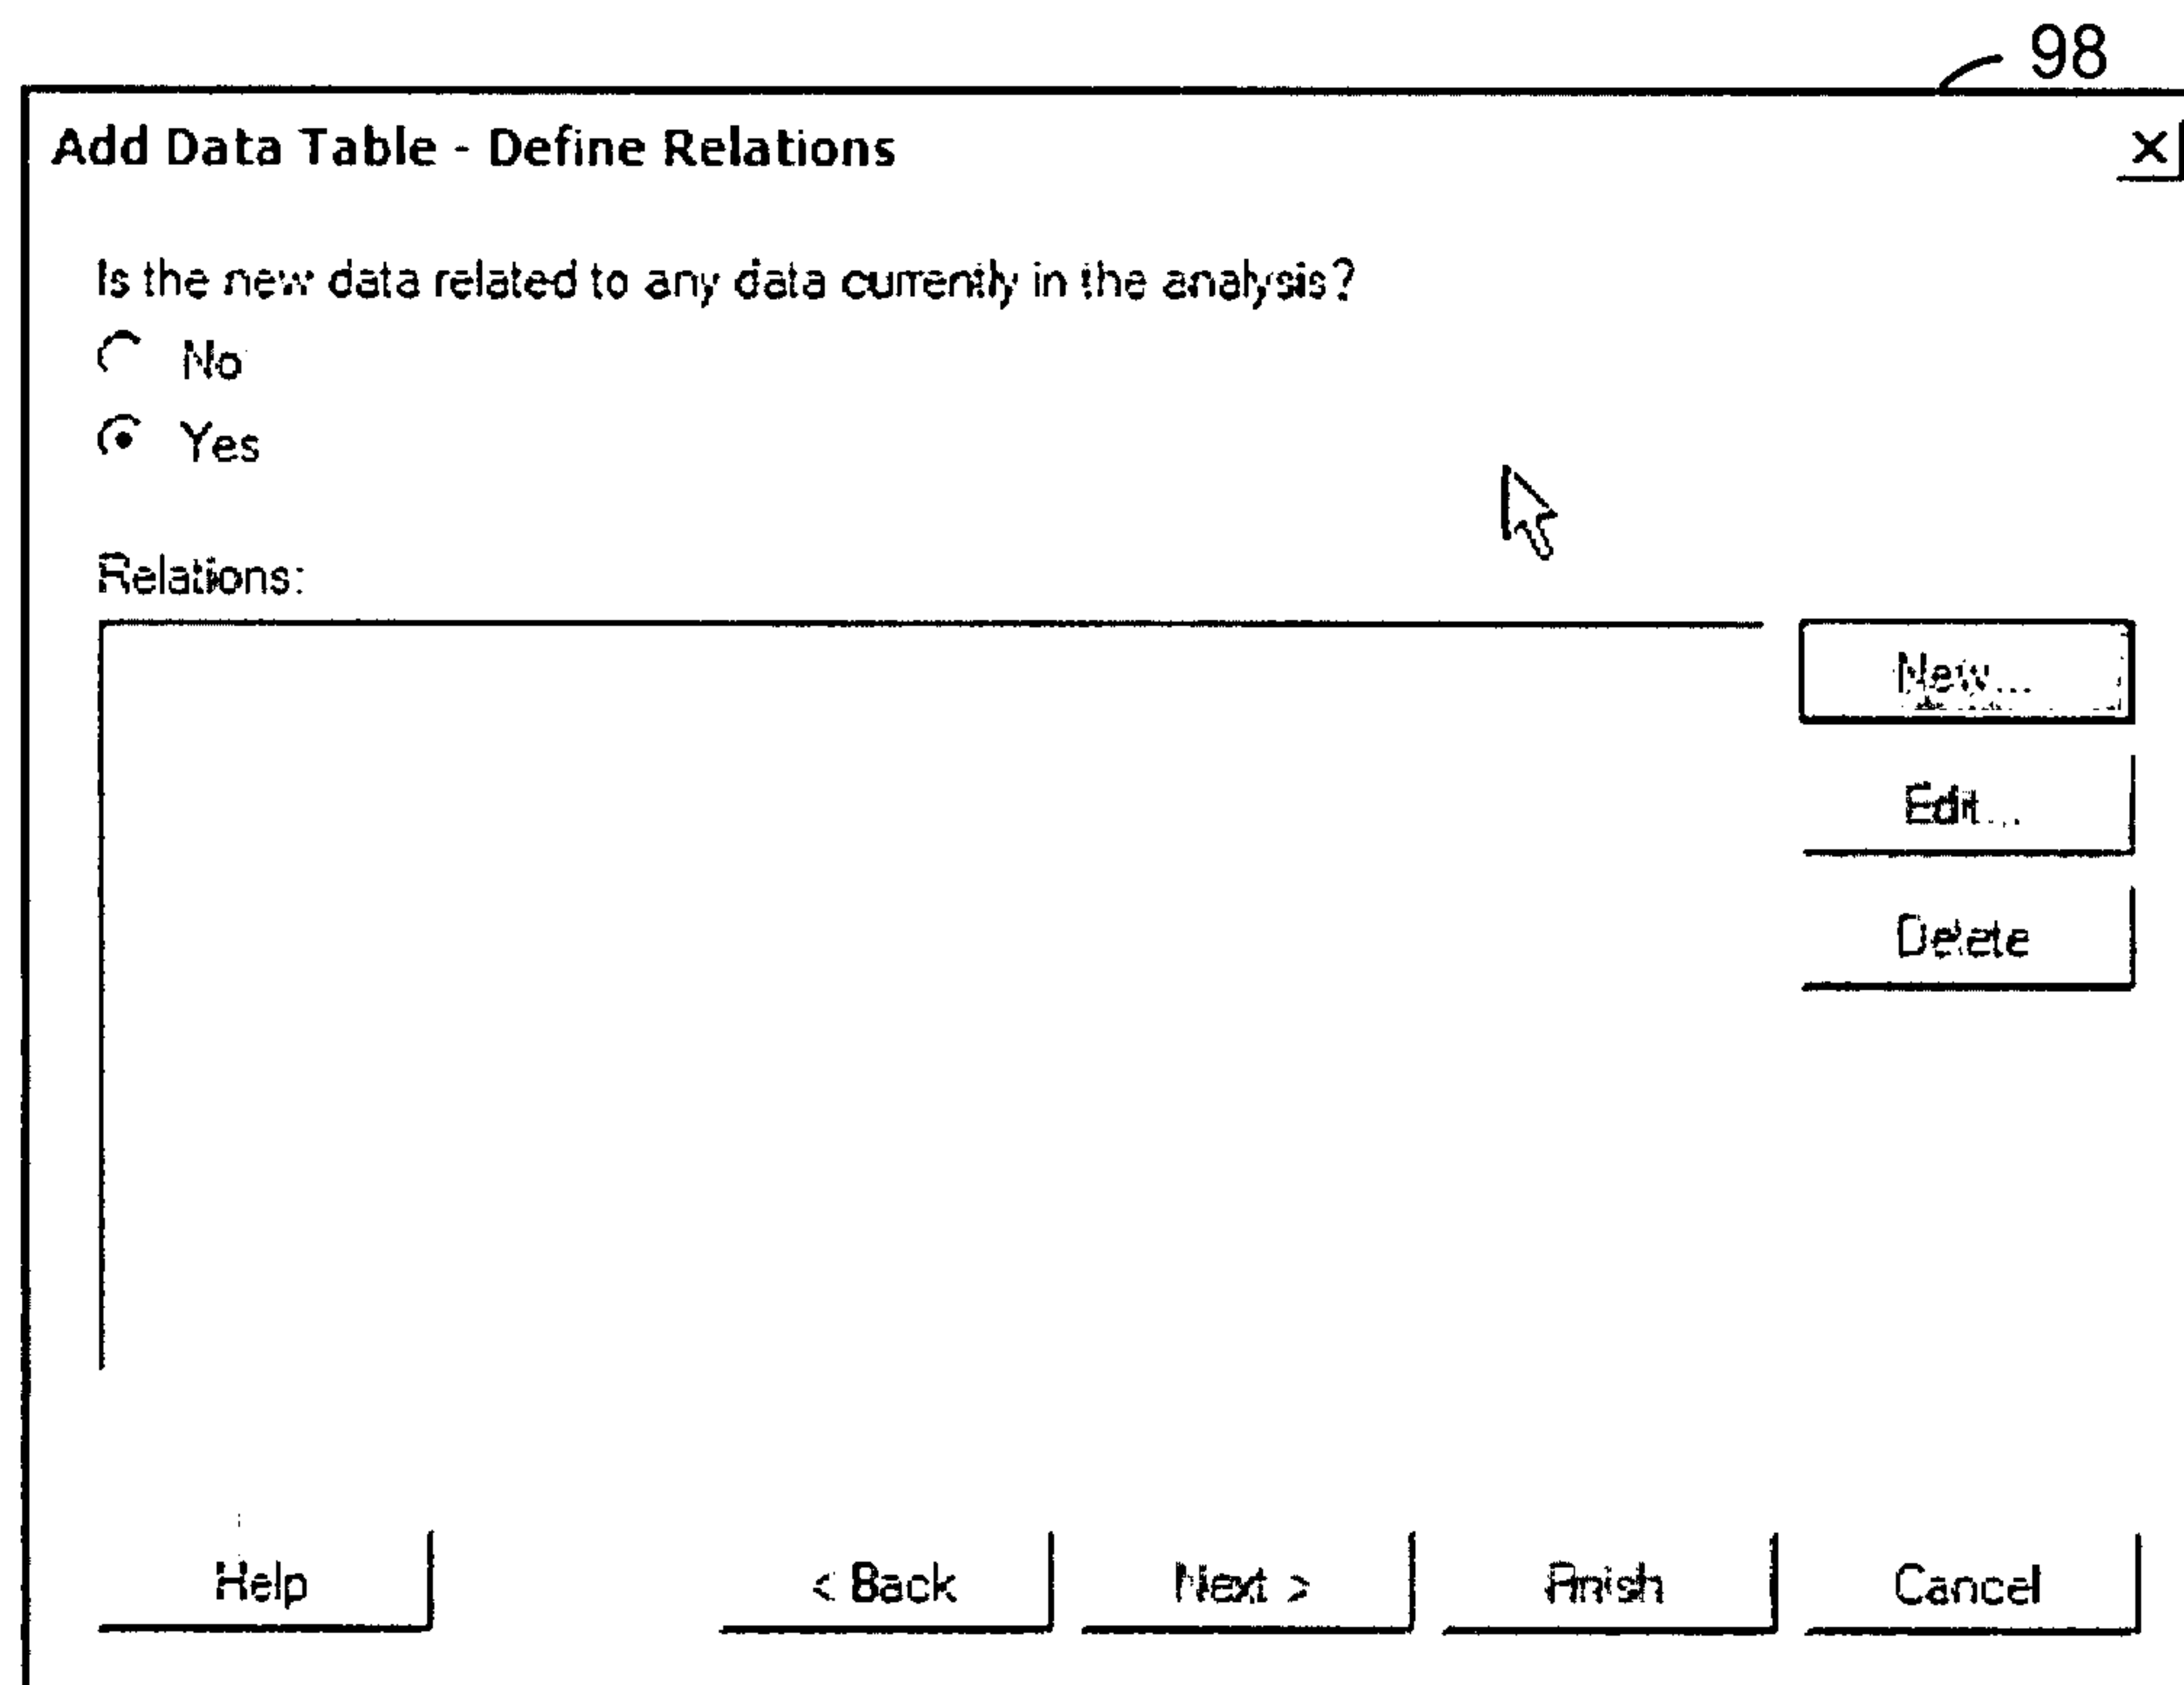 98
Add Data Table - Define Relations
Is the new data related to any data currently in the analysis?
No
Yes
Relations:
New...
Edit...
Delete
Help
< Back
Next >
Finish
Cancel